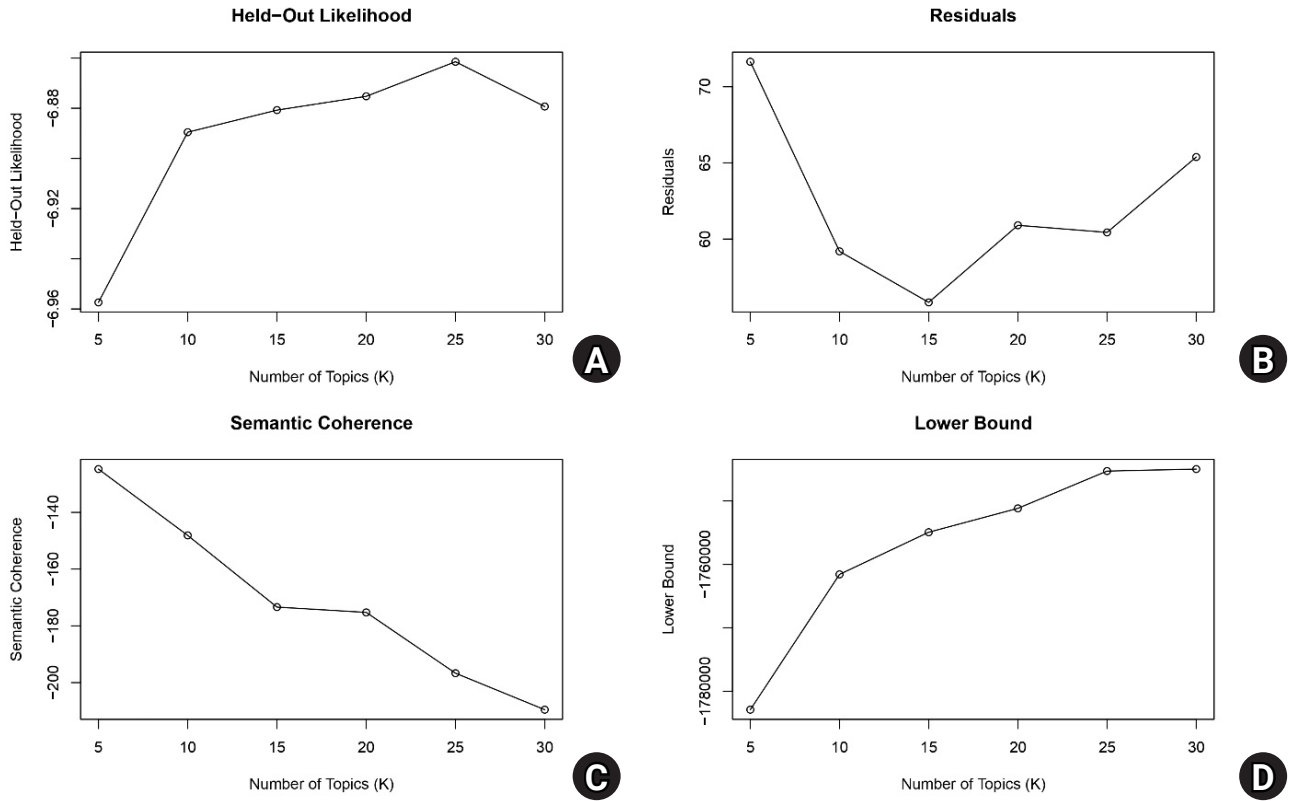 Held−Out Likelihood
Held−Out Likelihood
−6.88
−6.92
−6.96
5 10 15 20 25 30
Number of Topics (K)
A
Residuals
Residuals
70
65
60
5 10 15 20 25 30
Number of Topics (K)
B
Semantic Coherence
Semantic Coherence
−140
−160
−180
−200
5 10 15 20 25 30
Number of Topics (K)
C
Lower Bound
Lower Bound
−1760000
−1780000
5 10 15 20 25 30
Number of Topics (K)
D